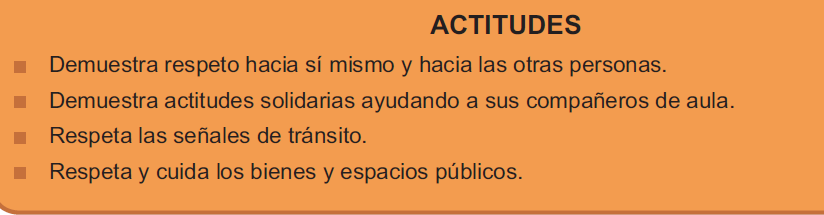 ACTITUDES
Demuestra respeto hacia sí mismo y hacia las otras personas.
Demuestra actitudes solidarias ayudando a sus compañeros de aula.
Respeta las señales de tránsito.
Respeta y cuida los bienes y espacios públicos.